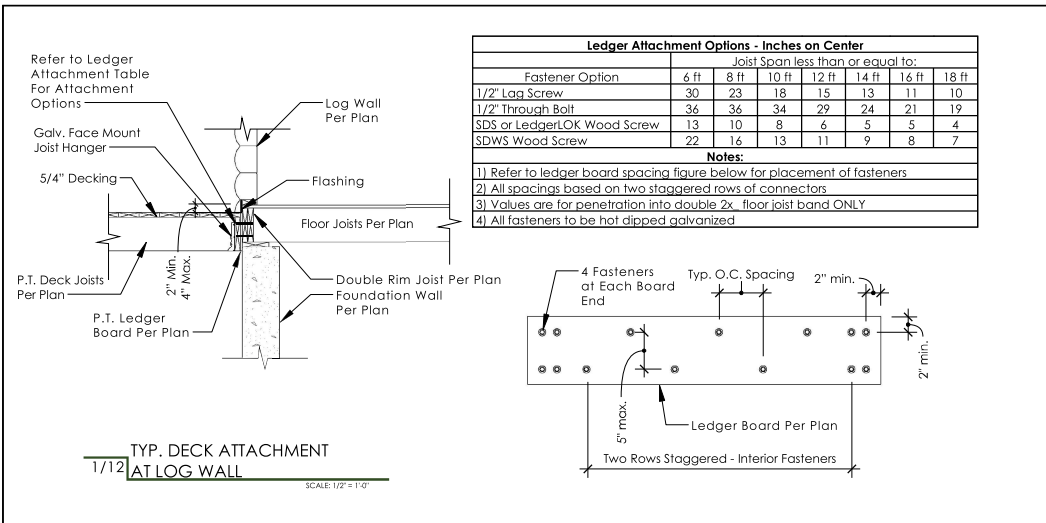 Refer to Ledger
Attachment Table
For Attachment
Options
Galv. Face Mount
Joist Hanger
5/4" Decking
Log Wall
Per Plan
Flashing
Floor Joists Per Plan
2" Min.
4" Max.
P.T. Deck Joists
Per Plan
P.T. Ledger
Board Per Plan
Double Rim Joist Per Plan
Foundation Wall
Per Plan
1/12
TYP. DECK ATTACHMENT
AT LOG WALL
SCALE: 1/2" = 1'-0"
Ledger Attachment Options - Inches on Center
Joist Span less than or equal to:
Fastener Option 6 ft 8 ft 10 ft 12 ft 14 ft 16 ft 18 ft
1/2" Lag Screw 30 23 18 15 13 11 10
1/2" Through Bolt 36 36 34 29 24 21 19
SDS or LedgerLOK Wood Screw 13 10 8 6 5 5 4
SDWS Wood Screw 22 16 13 11 9 8 7
Notes:
1) Refer to ledger board spacing figure below for placement of fasteners
2) All spacings based on two staggered rows of connectors
3) Values are for penetration into double 2x_ floor joist band ONLY
4) All fasteners to be hot dipped galvanized
4 Fasteners
at Each Board
End
Typ. O.C. Spacing
2" min.
2" min.
5" max.
Ledger Board Per Plan
Two Rows Staggered - Interior Fasteners